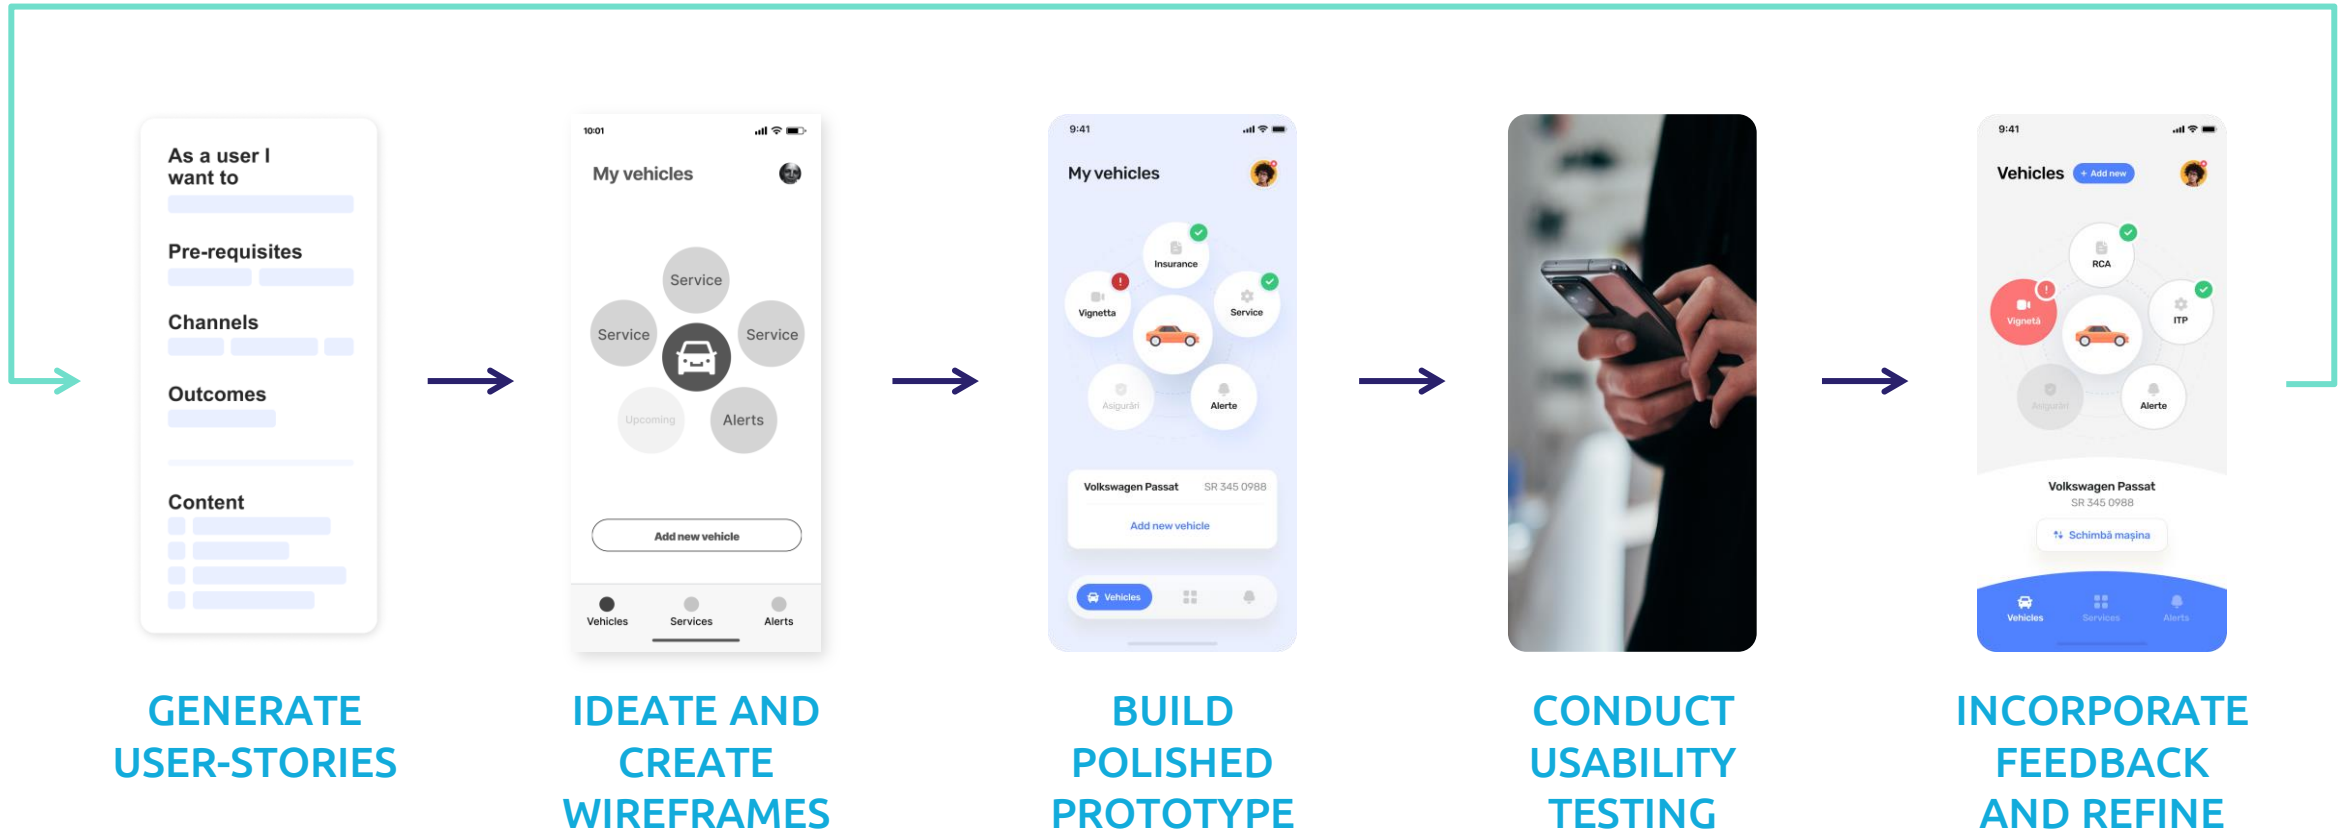 As a user I
want to
Pre-requisites
Channels
Outcomes
Content
GENERATE
USER-STORIES
10:01
My vehicles
Service
Service
Service
Upcoming
Alerts
Add new vehicle
Vehicles
Services
Alerts
IDEATE AND
CREATE
WIREFRAMES
9:41
My vehicles
Insurance
Vignetta
Service
Asigurări
Alerte
Volkswagen Passat
SR 345 0988
Add new vehicle
Vehicles
BUILD
POLISHED
PROTOTYPE
CONDUCT
USABILITY
TESTING
9:41
Vehicles
+ Add new
RCA
Vignetă
ITP
Asigurări
Alerte
Volkswagen Passat
SR 345 0988
Schimbă mașina
Vehicles
Services
Alerts
INCORPORATE
FEEDBACK
AND REFINE